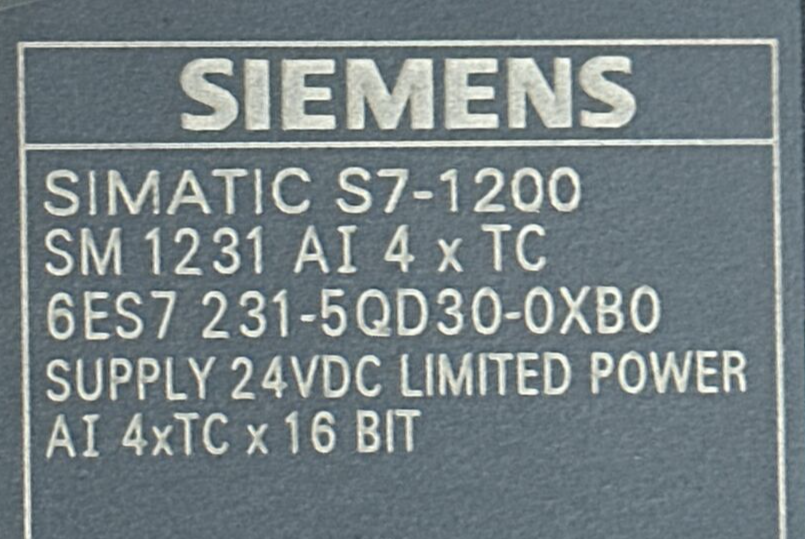 SIEMENS
SIMATIC S7-1200
SM 1231 AI 4 x TC
6ES7 231-5QD30-0XB0
SUPPLY 24VDC LIMITED POWER
AI 4xTC x 16 BIT